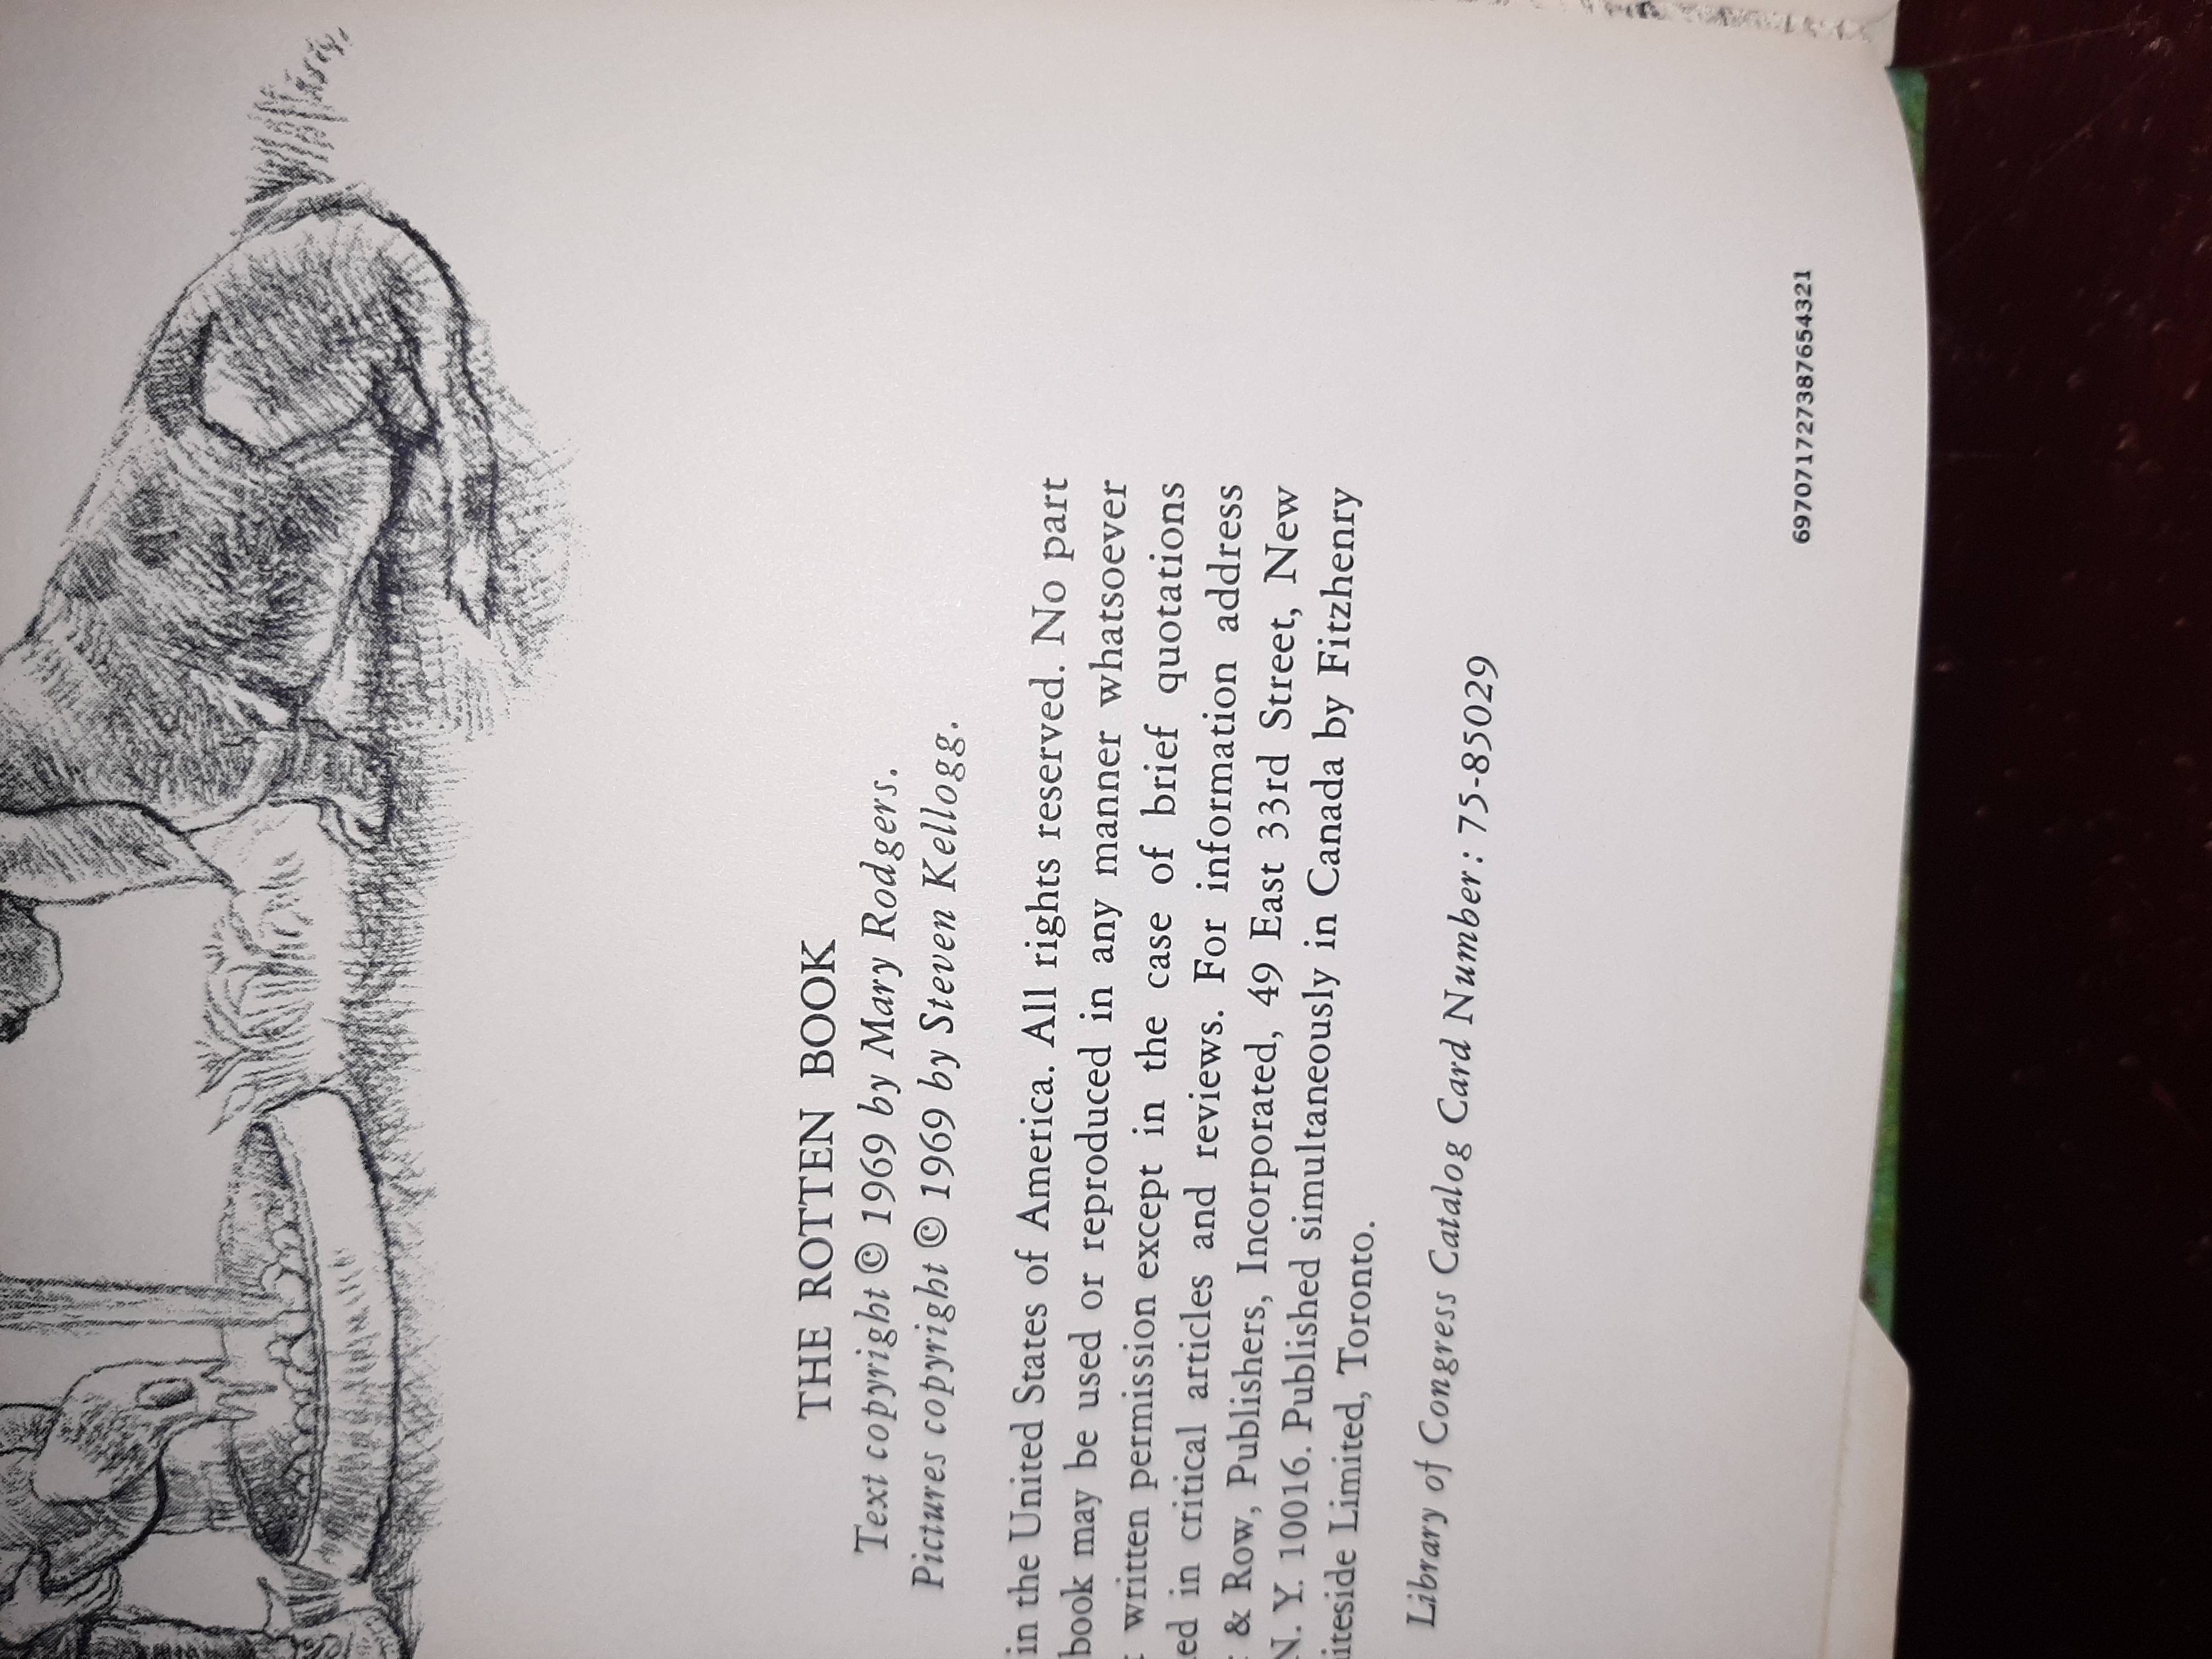 THE ROTTEN BOOK
Text copyright © 1969 by Mary Rodgers.
Pictures copyright © 1969 by Steven Kellogg.
in the United States of America. All rights reserved. No part
book may be used or reproduced in any manner whatsoever
written permission except in the case of brief quotations
ed in critical articles and reviews. For information address
& Row, Publishers, Incorporated, 49 East 33rd Street, New
N. Y. 10016. Published simultaneously in Canada by Fitzhenry
iteside Limited, Toronto.
Library of Congress Catalog Card Number: 75-85029
697071727387654321